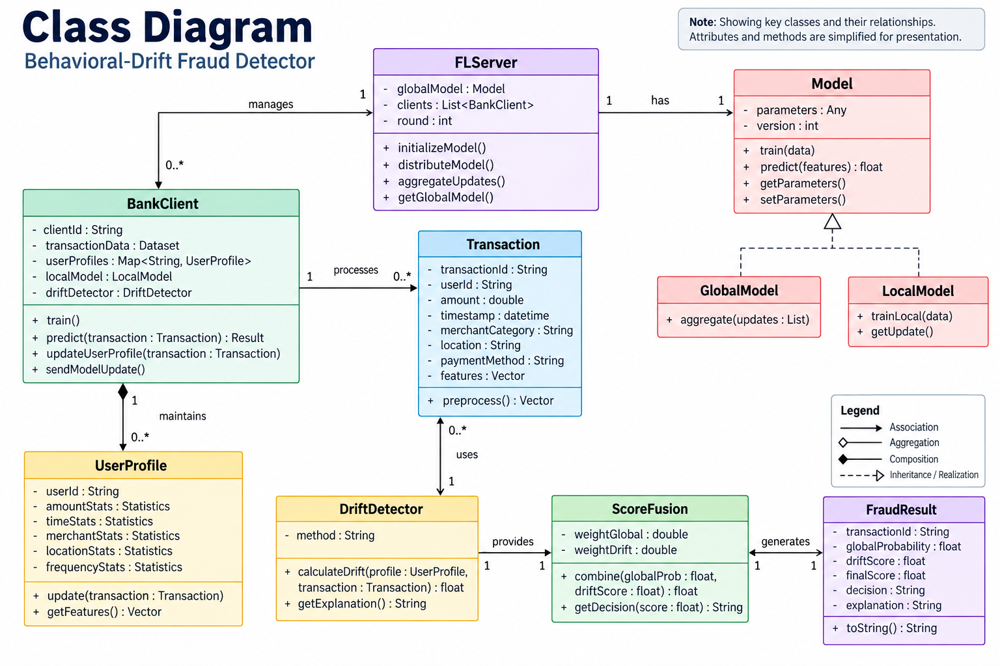 Class Diagram
Behavioral-Drift Fraud Detector
Note: Showing key classes and their relationships.
Attributes and methods are simplified for presentation.
FLServer
- globalModel : Model
- clients : List<BankClient>
- round : int
+ initializeModel()
+ distributeModel()
+ aggregateUpdates()
+ getGlobalModel()
manages
1
0..*
1
has
1
Model
- parameters : Any
- version : int
+ train(data)
+ predict(features) : float
+ getParameters()
+ setParameters()
BankClient
- clientId : String
- transactionData : Dataset
- userProfiles : Map<String, UserProfile>
- localModel : LocalModel
- driftDetector : DriftDetector
+ train()
+ predict(transaction : Transaction) : Result
+ updateUserProfile(transaction : Transaction)
+ sendModelUpdate()
1
processes
0..*
Transaction
- transactionId : String
- userId : String
- amount : double
- timestamp : datetime
- merchantCategory : String
- location : String
- paymentMethod : String
- features : Vector
+ preprocess() : Vector
GlobalModel
+ aggregate(updates : List)
LocalModel
+ trainLocal(data)
+ getUpdate()
1
maintains
0..*
0..*
uses
1
Legend
Association
Aggregation
Composition
Inheritance / Realization
UserProfile
- userId : String
- amountStats : Statistics
- timeStats : Statistics
- merchantStats : Statistics
- locationStats : Statistics
- frequencyStats : Statistics
+ update(transaction : Transaction)
+ getFeatures() : Vector
DriftDetector
- method : String
+ calculateDrift(profile : UserProfile,
transaction : Transaction) : float
+ getExplanation() : String
provides
1
1
ScoreFusion
- weightGlobal : double
- weightDrift : double
+ combine(globalProb : float,
driftScore : float) : float
+ getDecision(score : float) : String
generates
1
1
FraudResult
- transactionId : String
- globalProbability : float
- driftScore : float
- finalScore : float
- decision : String
- explanation : String
+ toString() : String